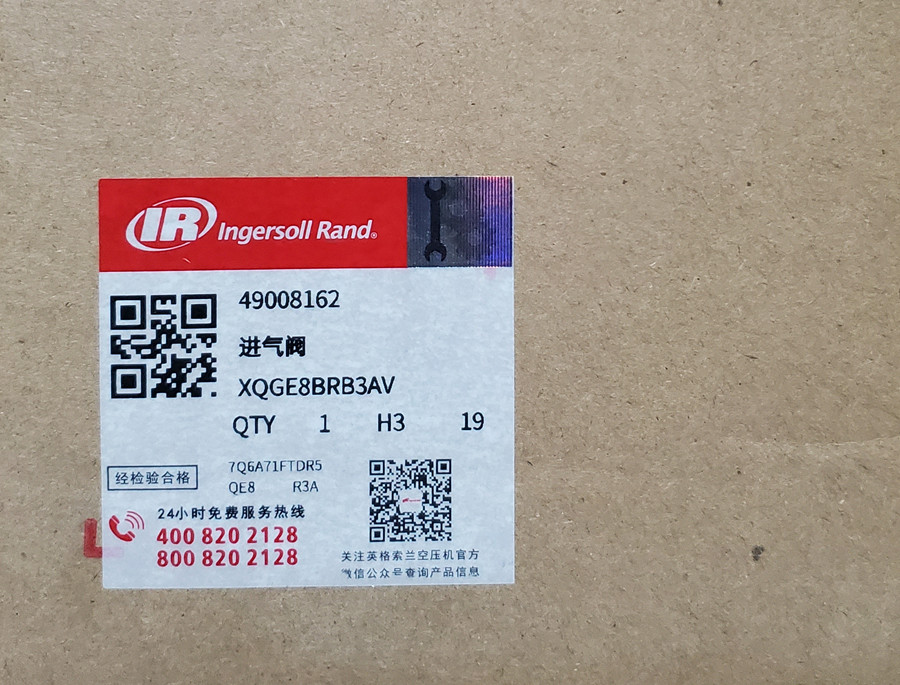 IR Ingersoll Rand®
49008162
进气阀
XQGE8BRB3AV
QTY 1 H3 19
经检验合格
7Q6A71FTDR5
QE8 R3A
24小时免费服务热线
400 820 2128
800 820 2128
关注英格索兰空压机官方
微信公众号查询产品信息